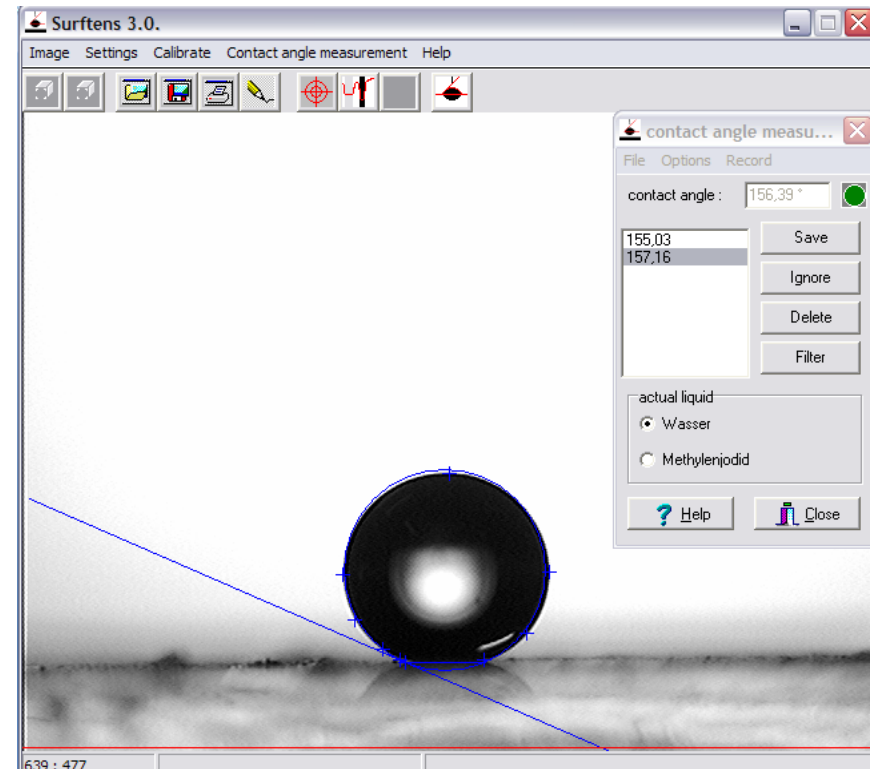 Surftens 3.0.
Image Settings Calibrate Contact angle measurement Help
contact angle measu...
File Options Record
contact angle : 156,39 °
155,03
157,16
Save
Ignore
Delete
Filter
actual liquid
Wasser
Methylenjodid
Help
Close
639 : 477